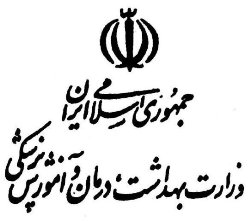 جمهوری اسلامی ایران
وزارت بهداشت، درمان و آموزش پزشکی